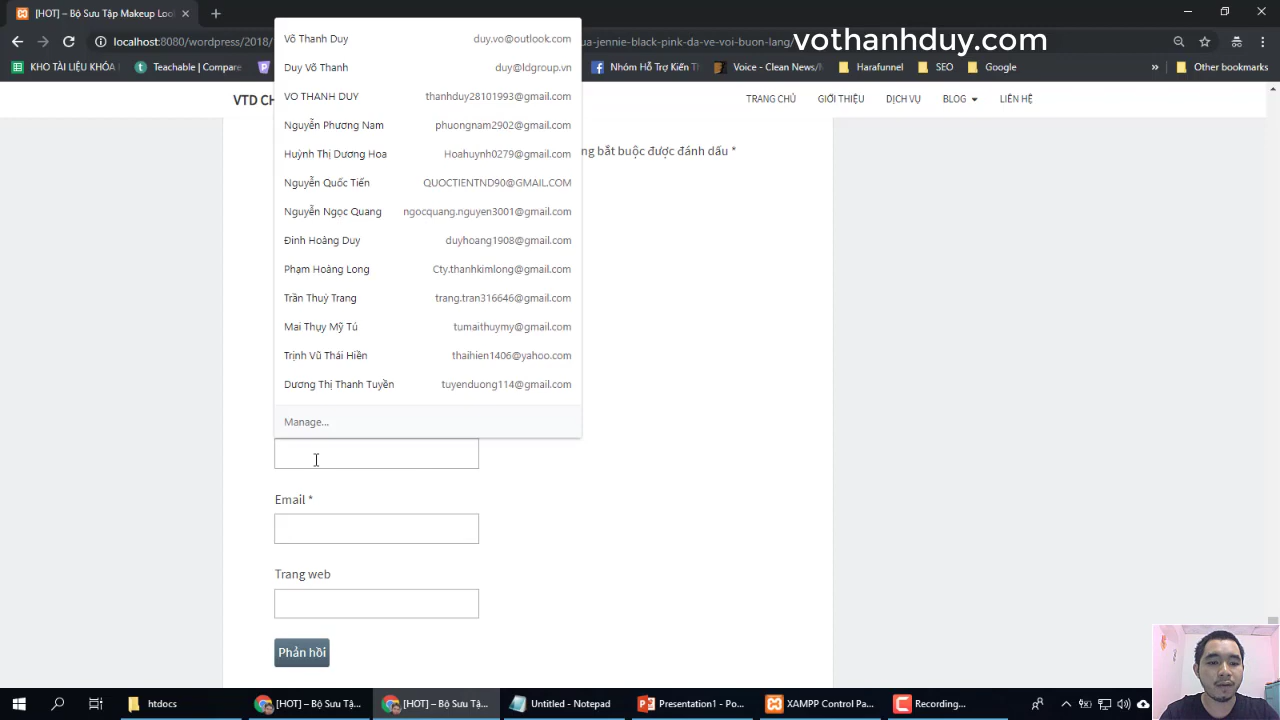 [HOT] – Bộ Sưu Tập Makeup Loo
localhost:8080/wordpress/2018/
ua-jennie-black-pink-da-ve-voi-buon-lang/
vothanhduy.com
KHO TÀI LIỆU KHÓA
Teachable | Compare
Nhóm Hỗ Trợ Kiến T
Voice - Clean News/
Harafunnel
SEO
Google
»
Other bookmarks
VTD CH
TRANG CHỦ
GIỚI THIỆU
DỊCH VỤ
BLOG
LIÊN HỆ
Võ Thanh Duy duy.vo@outlook.com
Duy Võ Thanh duy@ldgroup.vn
VO THANH DUY thanhduy28101993@gmail.com
Nguyễn Phương Nam phuongnam2902@gmail.com
ng bắt buộc được đánh dấu *
Huỳnh Thị Dương Hoa Hoahuynh0279@gmail.com
Nguyễn Quốc Tiến QUOCTIENTND90@GMAIL.COM
Nguyễn Ngọc Quang ngocquang.nguyen3001@gmail.com
Đinh Hoàng Duy duyhoang1908@gmail.com
Phạm Hoàng Long Cty.thanhkimlong@gmail.com
Trần Thuỳ Trang trang.tran316646@gmail.com
Mai Thụy Mỹ Tú tumaithuymy@gmail.com
Trịnh Vũ Thái Hiền thaihien1406@yahoo.com
Dương Thị Thanh Tuyền tuyenduong114@gmail.com
Manage...
Email *
Trang web
Phản hồi
htdocs
[HOT] – Bộ Sưu Tậ...
[HOT] – Bộ Sưu Tậ...
Untitled - Notepad
Presentation1 - Po...
XAMPP Control Pa...
Recording...